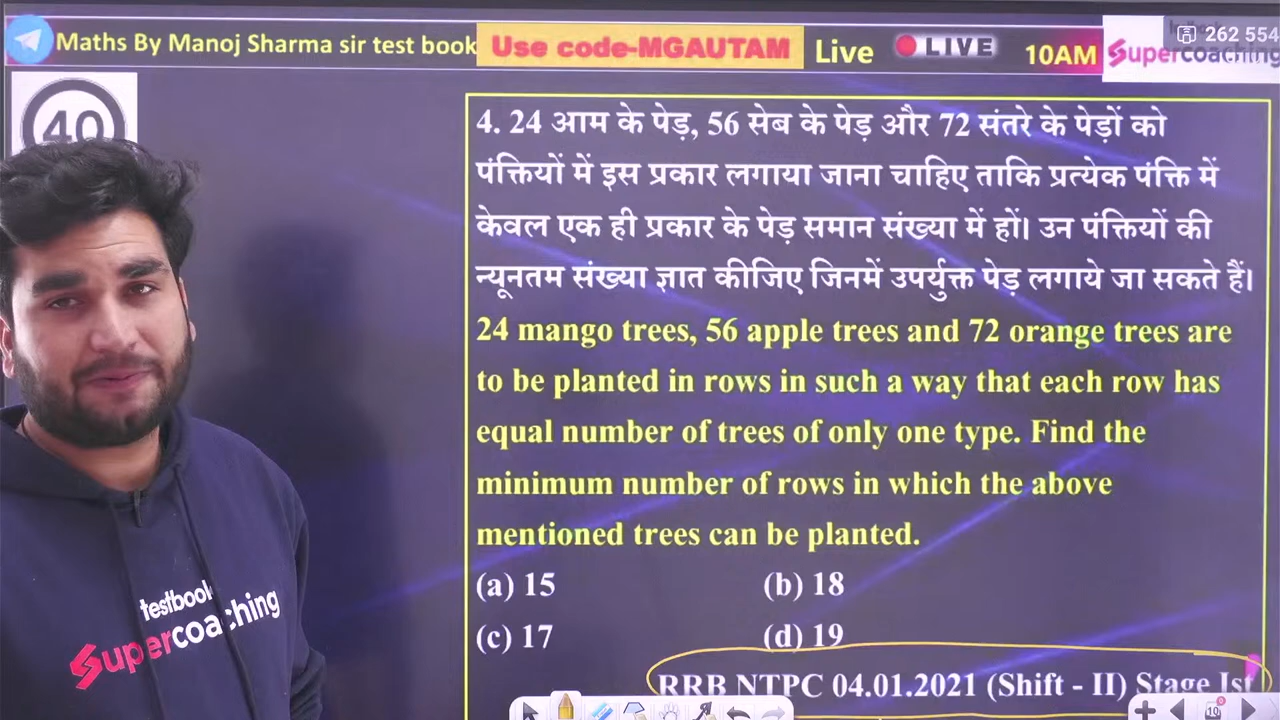 Maths By Manoj Sharma sir test book Use code-MGAUTAM Live LIVE 10AM Supercoaching 262 554
40
4. 24 आम के पेड़, 56 सेब के पेड़ और 72 संतरे के पेड़ों को
पंक्तियों में इस प्रकार लगाया जाना चाहिए ताकि प्रत्येक पंक्ति में
केवल एक ही प्रकार के पेड़ समान संख्या में हों। उन पंक्तियों की
न्यूनतम संख्या ज्ञात कीजिए जिनमें उपर्युक्त पेड़ लगाये जा सकते हैं।
24 mango trees, 56 apple trees and 72 orange trees are
to be planted in rows in such a way that each row has
equal number of trees of only one type. Find the
minimum number of rows in which the above
mentioned trees can be planted.
(a) 15 (b) 18
(c) 17 (d) 19
RRB NTPC 04.01.2021 (Shift - II) Stage Ist
testbook
Supercoaching